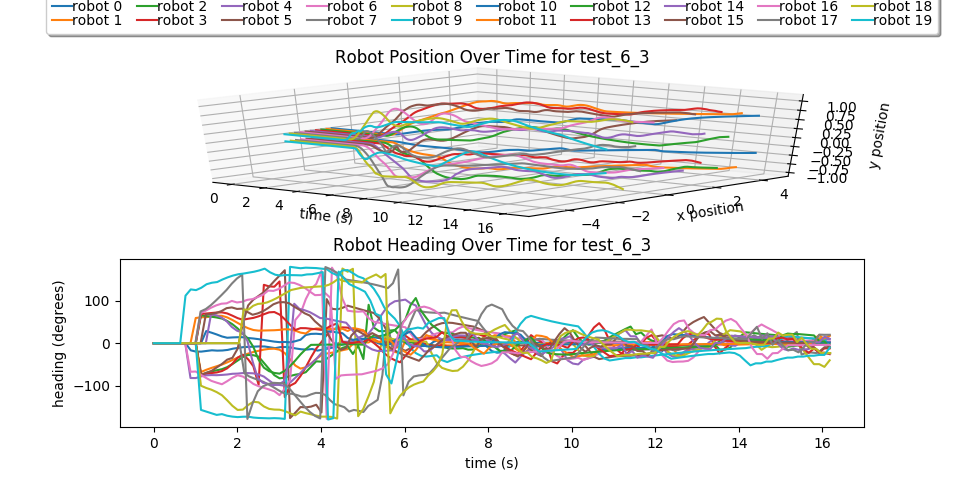 robot 0 robot 2 robot 4 robot 6 robot 8 robot 10 robot 12 robot 14 robot 16 robot 18
robot 1 robot 3 robot 5 robot 7 robot 9 robot 11 robot 13 robot 15 robot 17 robot 19
Robot Position Over Time for test_6_3
1.00
0.75
0.50
0.25
0.00
−0.25
−0.50
−0.75
−1.00
y position
0 2 4 6 8 10 12 14 16
time (s)
−4 −2 0 2 4
x position
Robot Heading Over Time for test_6_3
100
0
−100
heading (degrees)
0 2 4 6 8 10 12 14 16
time (s)